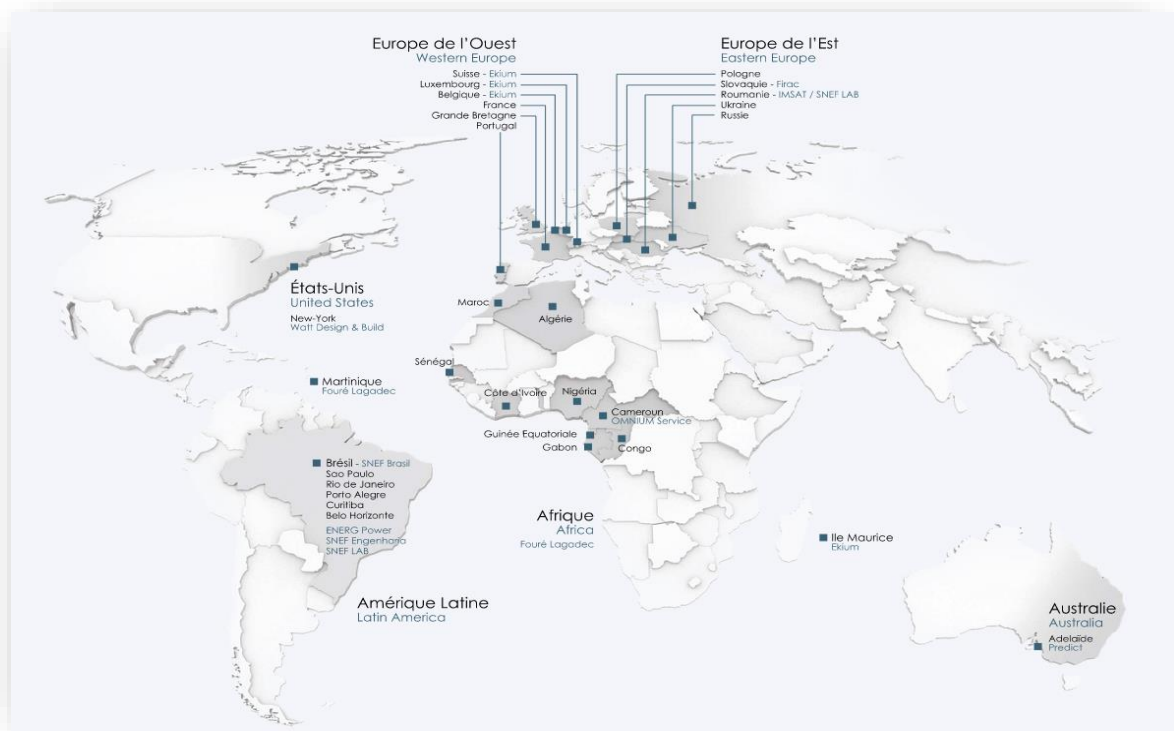 Europe de l'Ouest
Western Europe
Suisse - Ekium
Luxembourg - Ekium
Belgique - Ekium
France
Grande Bretagne
Portugal
Europe de l'Est
Eastern Europe
Pologne
Slovaquie - Firac
Roumanie - IMSAT / SNEF LAB
Ukraine
Russie
États-Unis
United States
New-York
Watt Design & Build
Maroc
Algérie
Sénégal
Martinique
Fouré Lagadec
Côte d'Ivoire
Nigéria
Cameroun
OMNIUM Service
Guinée Equatoriale
Gabon
Congo
Brésil - SNEF Brasil
Sao Paulo
Rio de Janeiro
Porto Alegre
Curitiba
Belo Horizonte
ENERG Power
SNEF Engenharia
SNEF LAB
Afrique
Africa
Fouré Lagadec
Ile Maurice
Ekium
Amérique Latine
Latin America
Australie
Australia
Adelaïde
Predict